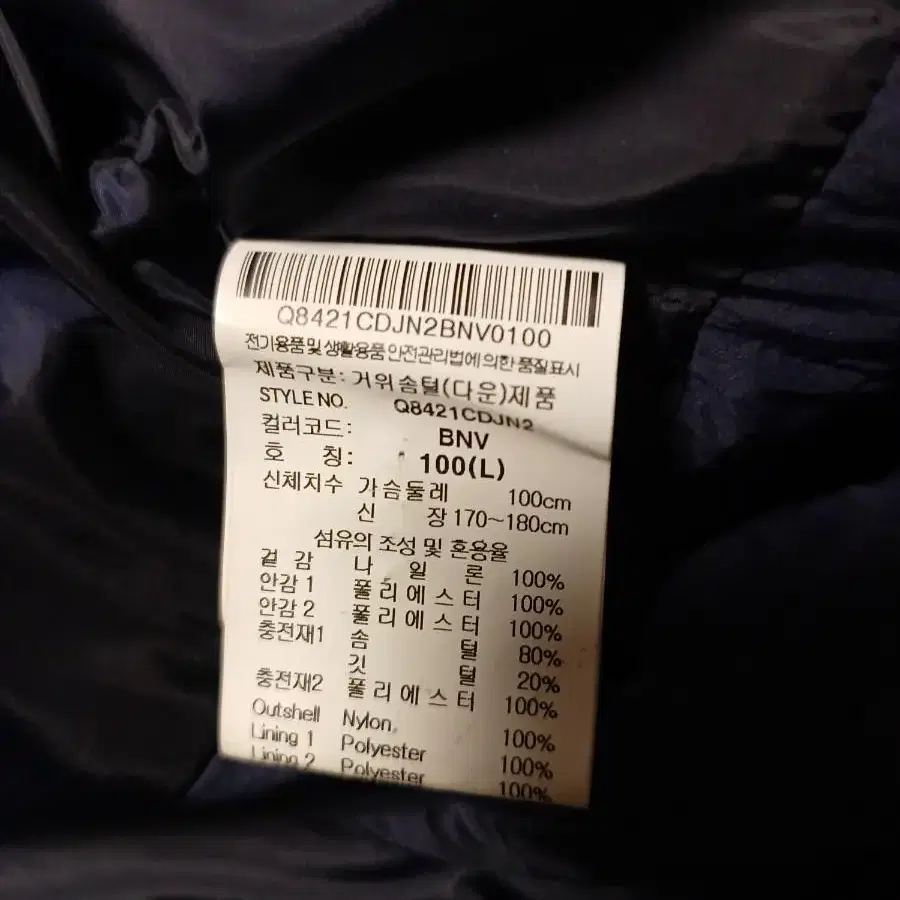 Q8421CDJN2BNV0100
전기용품및생활용품안전관리법에의한품질표시
제품구분: 거위솜털(다운)제품
STYLE NO. Q8421CDJN2
컬러코드: BNV
호 칭: 100(L)
신체치수 가슴둘레 100cm
신 장 170~180cm
섬유의 조성 및 혼용율
겉 감 나 일 론 100%
안감 1 폴리에스터 100%
안감 2 폴리에스터 100%
충전재1 솜 털 80%
깃 털 20%
충전재2 폴리에스터 100%
Outshell Nylon 100%
Lining 1 Polyester 100%
Lining 2 Polyester 100%